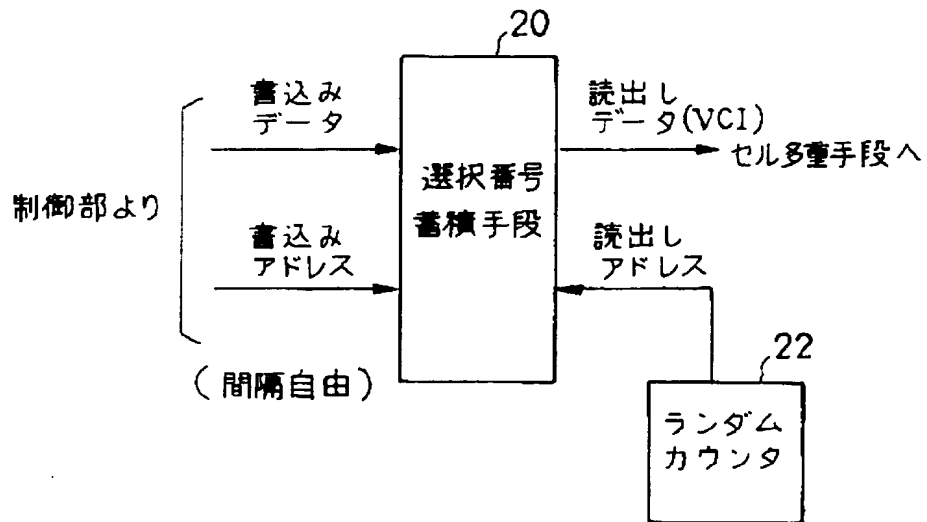 20
書込み
データ
読出し
データ(VCI)
セル多重手段へ
選択番号
蓄積手段
制御部より
書込み
アドレス
読出し
アドレス
(間隔自由)
22
ランダム
カウンタ